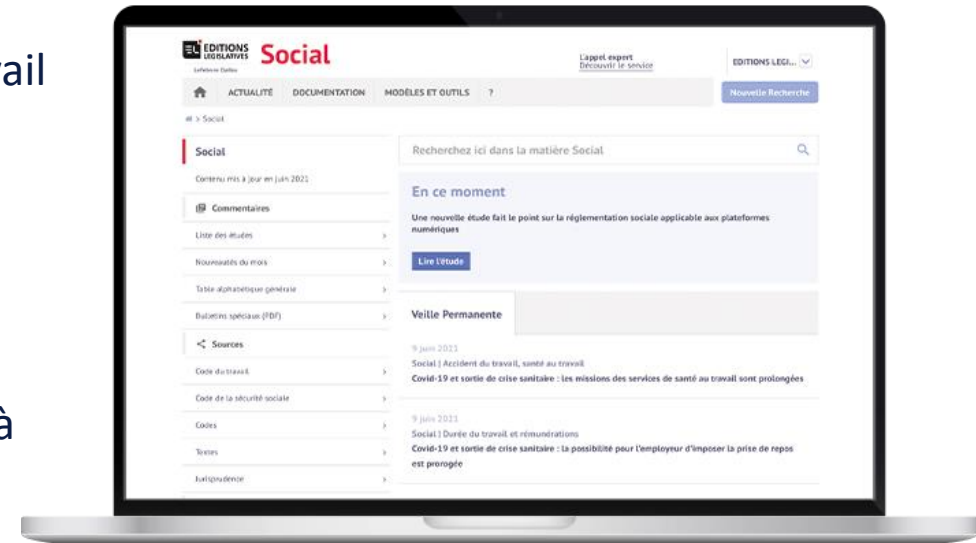 ail
à
EDITIONS
LEGISLATIVES
Social
Lefebvre Dalloz
L'appel expert
Découvrir le service
EDITIONS LEGI...
ACTUALITÉ DOCUMENTATION MODÈLES ET OUTILS ?
Nouvelle Recherche
> Social
Social
Contenu mis à jour en juin 2021
Commentaires
Liste des études
Nouveautés du mois
Table alphabétique générale
Bulletins spéciaux (PDF)
Sources
Code du travail
Code de la sécurité sociale
Codes
Textes
Jurisprudence
Recherchez ici dans la matière Social
En ce moment
Une nouvelle étude fait le point sur la réglementation sociale applicable aux plateformes
numériques
Lire l'étude
Veille Permanente
9 juin 2021
Social | Accident du travail, santé au travail
Covid-19 et sortie de crise sanitaire : les missions des services de santé au travail sont prolongées
9 juin 2021
Social | Durée du travail et rémunérations
Covid-19 et sortie de crise sanitaire : la possibilité pour l'employeur d'imposer la prise de repos
est prorogée